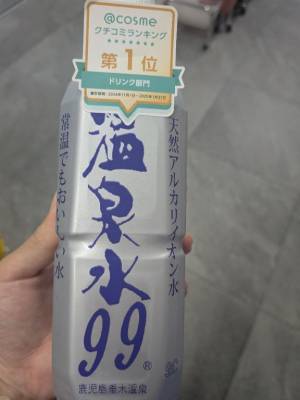 @cosme
クチコミランキング
★★★★★★★
第1位
ドリンク部門
天然アルカリイオン水
温泉水
99
®
常温でもおいしい水
鹿児島垂水温泉